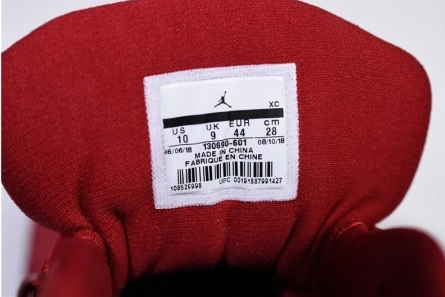 XC
US UK EUR cm
10 9 44 28
06/06/18 130690-601 08/10/18
MADE IN CHINA
FABRIQUE EN CHINE
108526998 UPC 00191887991427